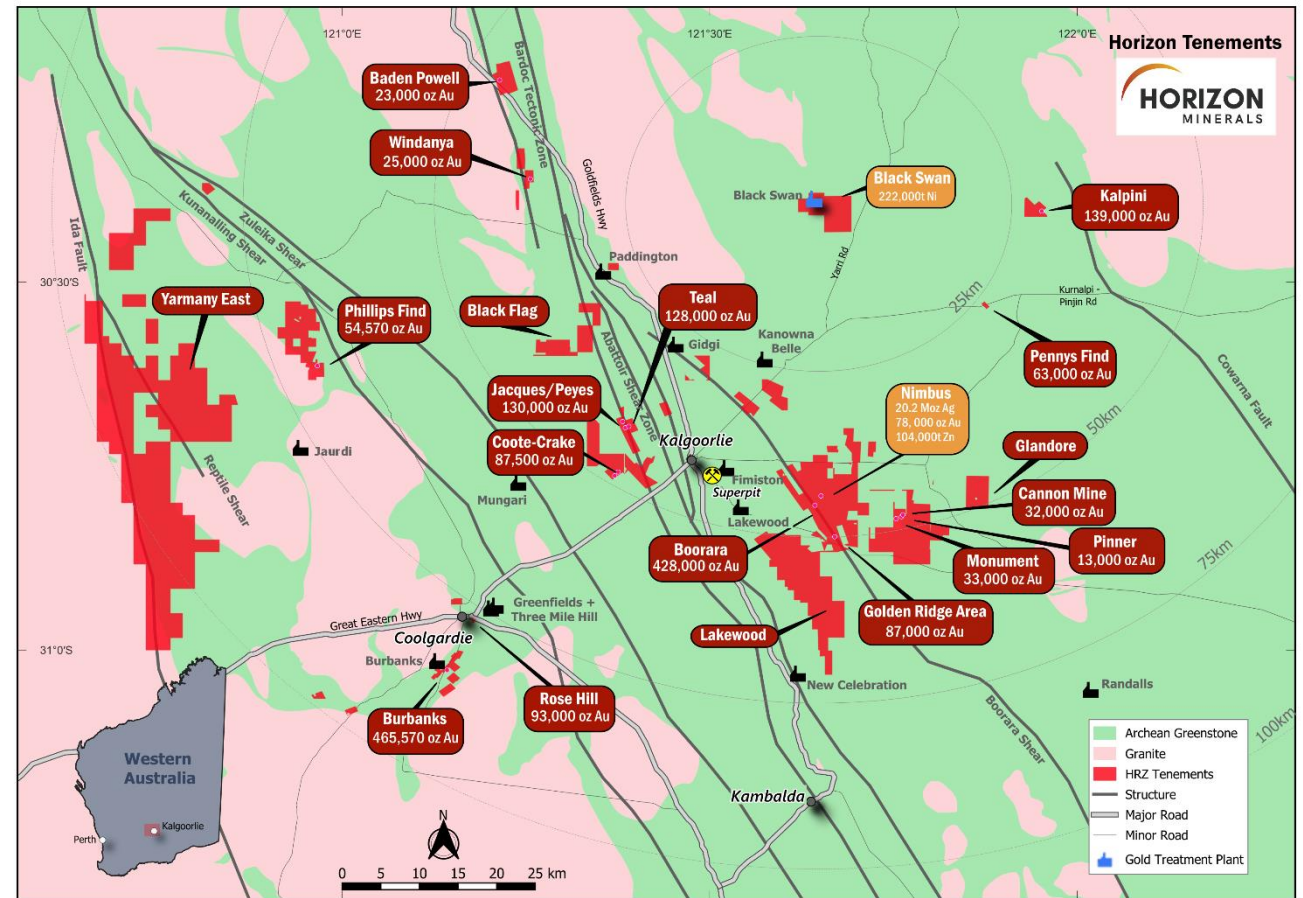 121°0'E
121°30'E
122°0'E
Horizon Tenements
HORIZON
MINERALS
Baden Powell
23,000 oz Au
Bardoc Tectonic Zone
Windanya
25,000 oz Au
Goldfields Hwy
Black Swan
Black Swan
222,000t Ni
Kalpini
139,000 oz Au
Ida Fault
Kunanalling Shear
Zuleika Shear
Yarri Rd
Paddington
30°30'S
25km
Kurnalpi -
Pinjin Rd
Yarmany East
Phillips Find
54,570 oz Au
Black Flag
Teal
128,000 oz Au
Gidgi
Kanowna
Belle
Pennys Find
63,000 oz Au
Cowarna Fault
Abattoir Shear Zone
Jacques/Peyes
130,000 oz Au
Nimbus
20.2 Moz Ag
78, 000 oz Au
104,000t Zn
50km
Coote-Crake
87,500 oz Au
Kalgoorlie
Glandore
Jaurdi
Reptile Shear
Mungari
Fimiston
Superpit
Lakewood
Cannon Mine
32,000 oz Au
Pinner
13,000 oz Au
Boorara
428,000 oz Au
Monument
33,000 oz Au
75km
Golden Ridge Area
87,000 oz Au
Lakewood
Greenfields +
Three Mile Hill
Great Eastern Hwy
Coolgardie
31°0'S
Burbanks
New Celebration
Randalls
Rose Hill
93,000 oz Au
Burbanks
465,570 oz Au
Boorara Shear
100km
Kambalda
Western
Australia
Perth
Kalgoorlie
N
0 5 10 15 20 25 km
Archean Greenstone
Granite
HRZ Tenements
Structure
Major Road
Minor Road
Gold Treatment Plant